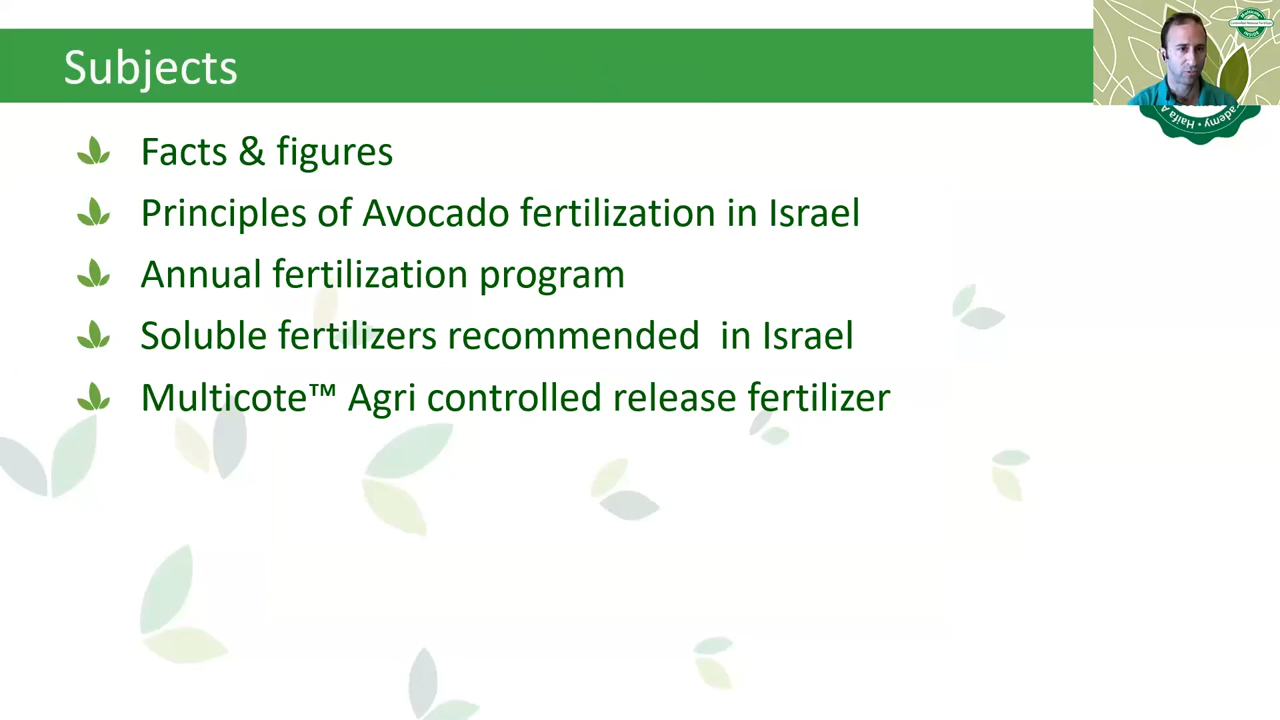 Subjects
Facts & figures
Principles of Avocado fertilization in Israel
Annual fertilization program
Soluble fertilizers recommended  in Israel
Multicote™ Agri controlled release fertilizer